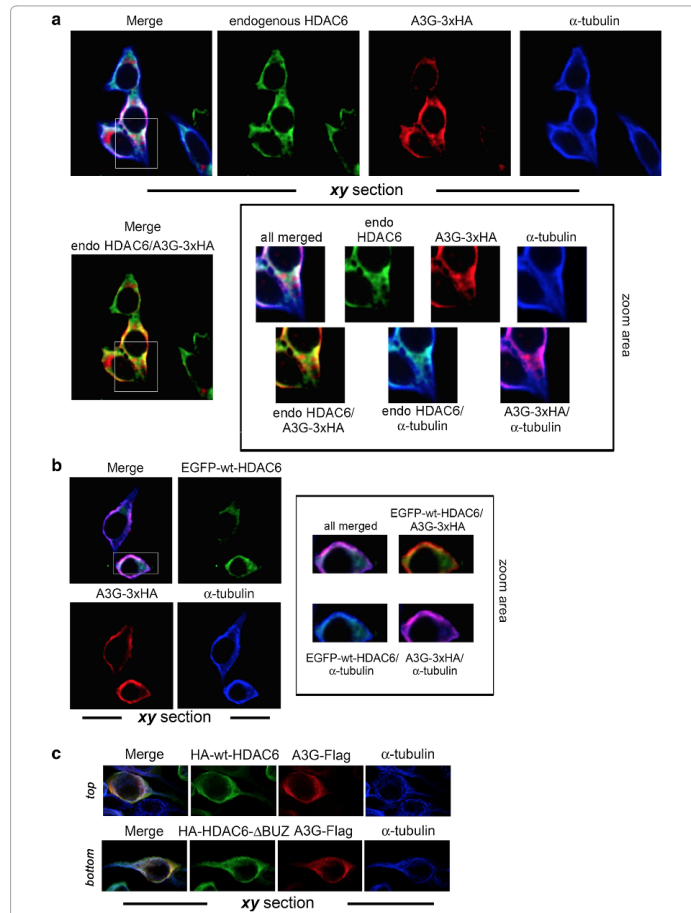 a
Merge
endogenous HDAC6
A3G-3xHA
α-tubulin
xy section
Merge
endo HDAC6/A3G-3xHA
all merged
endo
HDAC6
A3G-3xHA
α-tubulin
endo HDAC6/
A3G-3xHA
endo HDAC6/
α-tubulin
A3G-3xHA/
α-tubulin
zoom area
b
Merge
EGFP-wt-HDAC6
A3G-3xHA
α-tubulin
xy section
all merged
EGFP-wt-HDAC6/
A3G-3xHA
EGFP-wt-HDAC6/
α-tubulin
A3G-3xHA/
α-tubulin
zoom area
c
Merge
HA-wt-HDAC6
A3G-Flag
α-tubulin
top
Merge
HA-HDAC6-ΔBUZ
A3G-Flag
α-tubulin
bottom
xy section